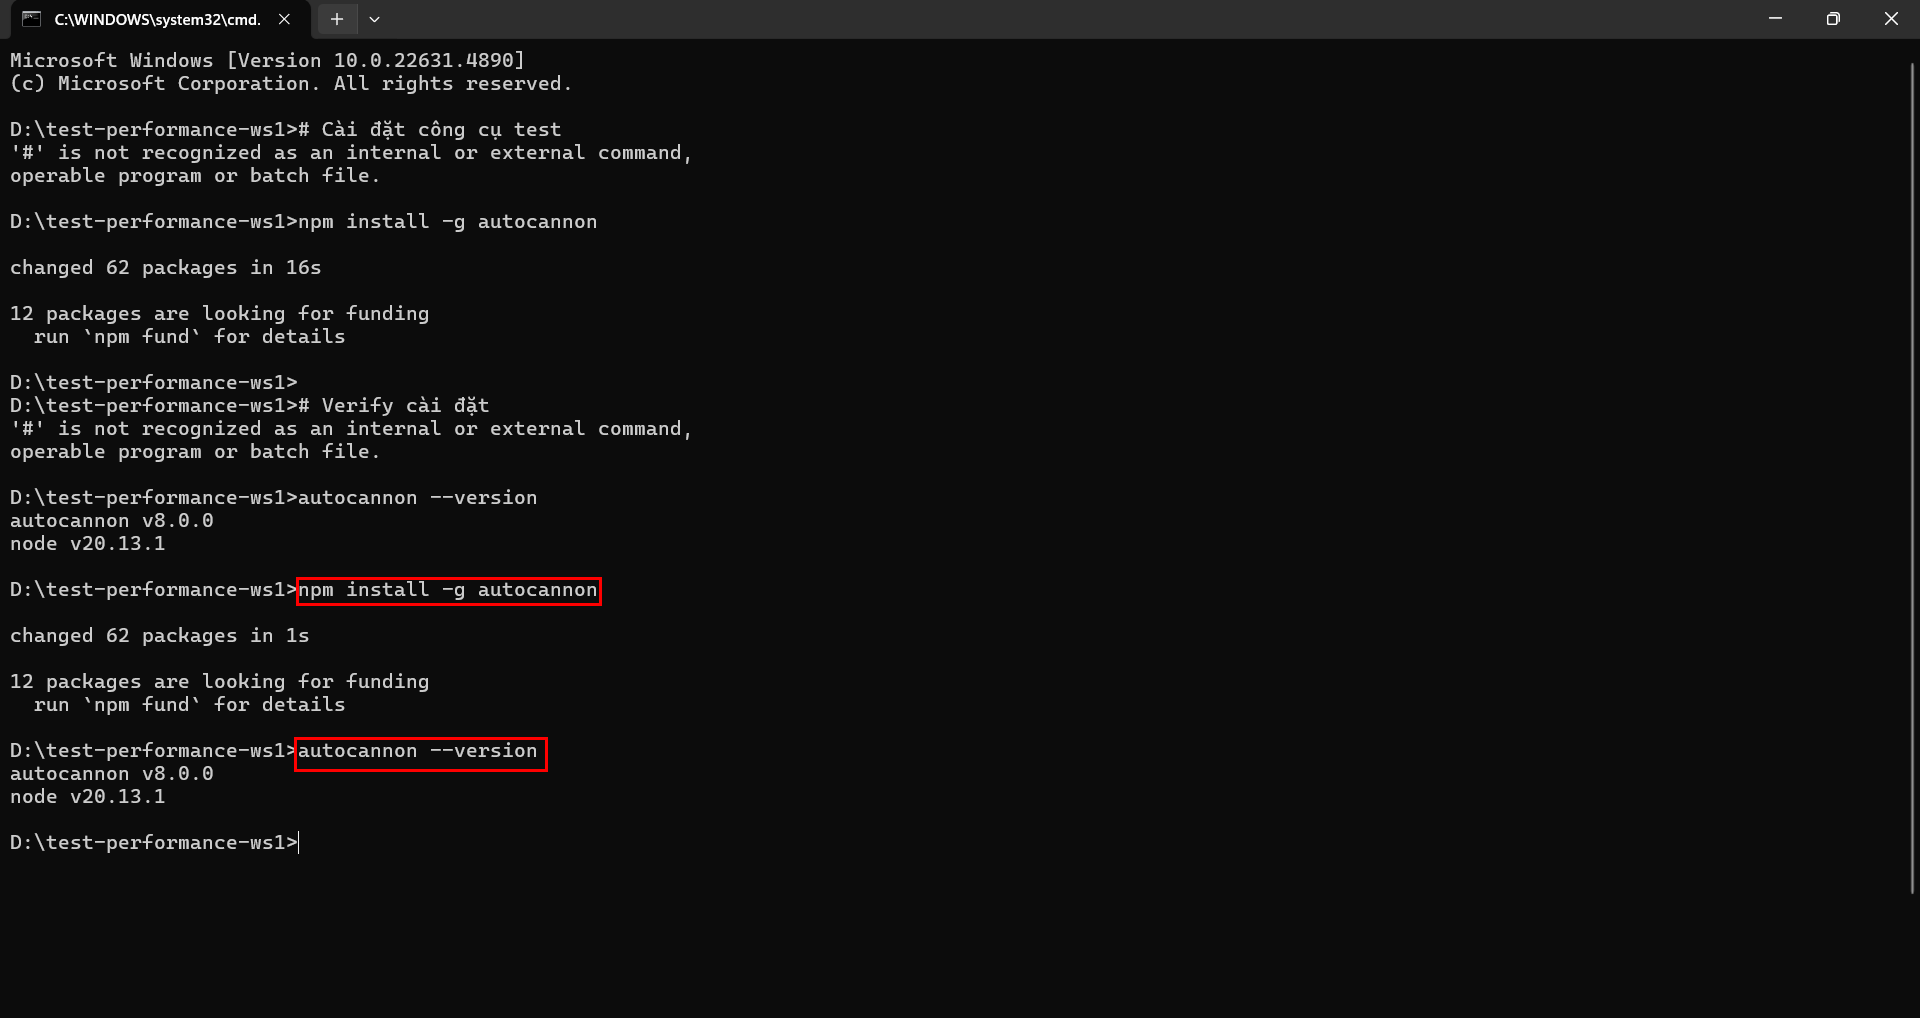 C:\WINDOWS\system32\cmd.
Microsoft Windows [Version 10.0.22631.4890]
(c) Microsoft Corporation. All rights reserved.
D:\test-performance-ws1># Cài đặt công cụ test
'#' is not recognized as an internal or external command,
operable program or batch file.
D:\test-performance-ws1>npm install -g autocannon
changed 62 packages in 16s
12 packages are looking for funding
  run `npm fund` for details
D:\test-performance-ws1>
D:\test-performance-ws1># Verify cài đặt
'#' is not recognized as an internal or external command,
operable program or batch file.
D:\test-performance-ws1>autocannon --version
autocannon v8.0.0
node v20.13.1
D:\test-performance-ws1>npm install -g autocannon
changed 62 packages in 1s
12 packages are looking for funding
  run `npm fund` for details
D:\test-performance-ws1>autocannon --version
autocannon v8.0.0
node v20.13.1
D:\test-performance-ws1>